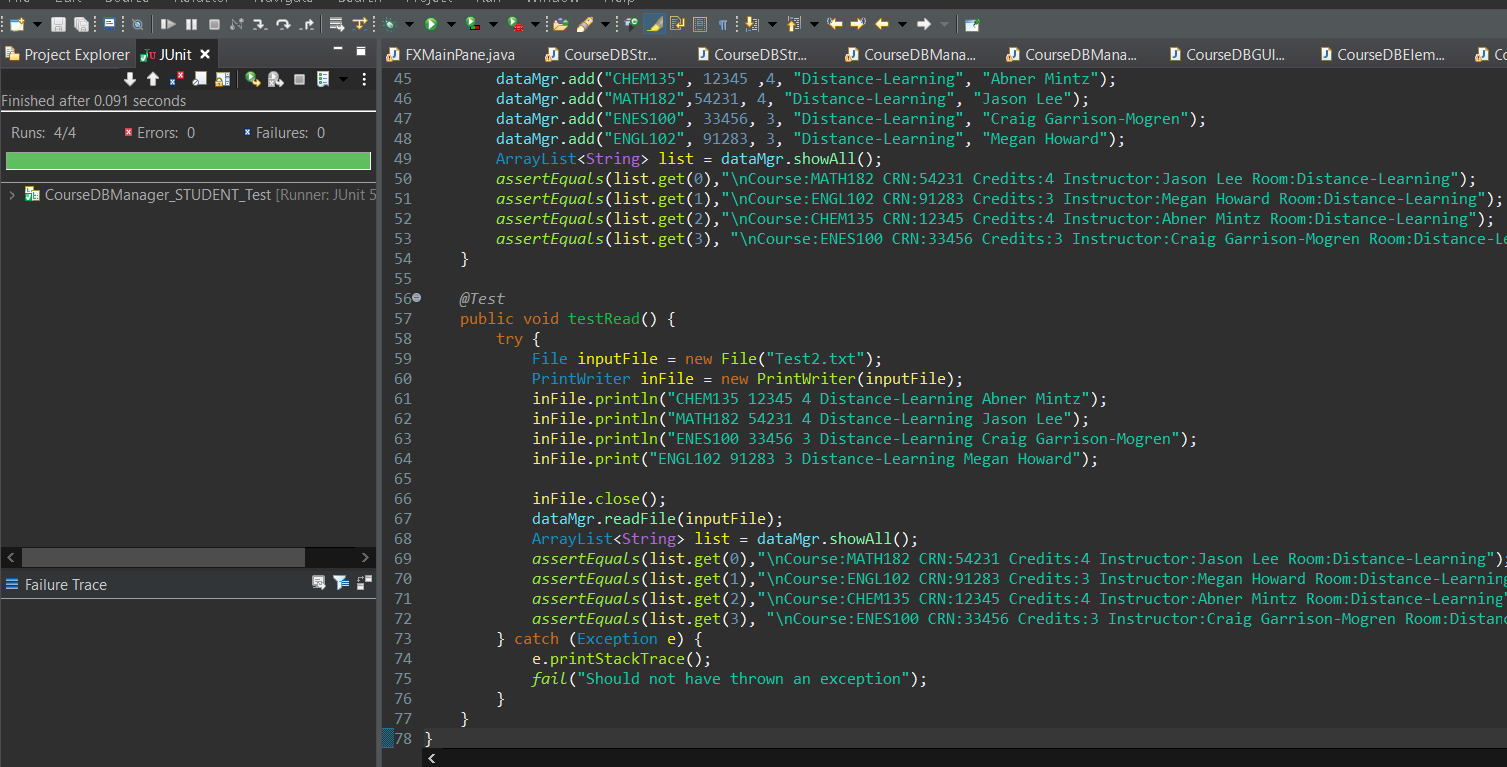 Project Explorer
JUnit
Finished after 0.091 seconds
Runs: 4/4
Errors: 0
Failures: 0
CourseDBManager_STUDENT_Test [Runner: JUnit 5
Failure Trace
FXMainPane.java
CourseDBStr...
CourseDBStr...
CourseDBMana...
CourseDBMana...
CourseDBGUI...
CourseDBElem...
Co
45 dataMgr.add("CHEM135", 12345 ,4, "Distance-Learning", "Abner Mintz");
46 dataMgr.add("MATH182",54231, 4, "Distance-Learning", "Jason Lee");
47 dataMgr.add("ENES100", 33456, 3, "Distance-Learning", "Craig Garrison-Mogren");
48 dataMgr.add("ENGL102", 91283, 3, "Distance-Learning", "Megan Howard");
49 ArrayList<String> list = dataMgr.showAll();
50 assertEquals(list.get(0),"\nCourse:MATH182 CRN:54231 Credits:4 Instructor:Jason Lee Room:Distance-Learning");
51 assertEquals(list.get(1),"\nCourse:ENGL102 CRN:91283 Credits:3 Instructor:Megan Howard Room:Distance-Learning");
52 assertEquals(list.get(2),"\nCourse:CHEM135 CRN:12345 Credits:4 Instructor:Abner Mintz Room:Distance-Learning");
53 assertEquals(list.get(3), "\nCourse:ENES100 CRN:33456 Credits:3 Instructor:Craig Garrison-Mogren Room:Distance-Le
54 }
55
56 @Test
57 public void testRead() {
58 try {
59 File inputFile = new File("Test2.txt");
60 PrintWriter inFile = new PrintWriter(inputFile);
61 inFile.println("CHEM135 12345 4 Distance-Learning Abner Mintz");
62 inFile.println("MATH182 54231 4 Distance-Learning Jason Lee");
63 inFile.println("ENES100 33456 3 Distance-Learning Craig Garrison-Mogren");
64 inFile.print("ENGL102 91283 3 Distance-Learning Megan Howard");
65
66 inFile.close();
67 dataMgr.readFile(inputFile);
68 ArrayList<String> list = dataMgr.showAll();
69 assertEquals(list.get(0),"\nCourse:MATH182 CRN:54231 Credits:4 Instructor:Jason Lee Room:Distance-Learning");
70 assertEquals(list.get(1),"\nCourse:ENGL102 CRN:91283 Credits:3 Instructor:Megan Howard Room:Distance-Learning
71 assertEquals(list.get(2),"\nCourse:CHEM135 CRN:12345 Credits:4 Instructor:Abner Mintz Room:Distance-Learning"
72 assertEquals(list.get(3), "\nCourse:ENES100 CRN:33456 Credits:3 Instructor:Craig Garrison-Mogren Room:Distanc
73 } catch (Exception e) {
74 e.printStackTrace();
75 fail("Should not have thrown an exception");
76 }
77 }
78 }